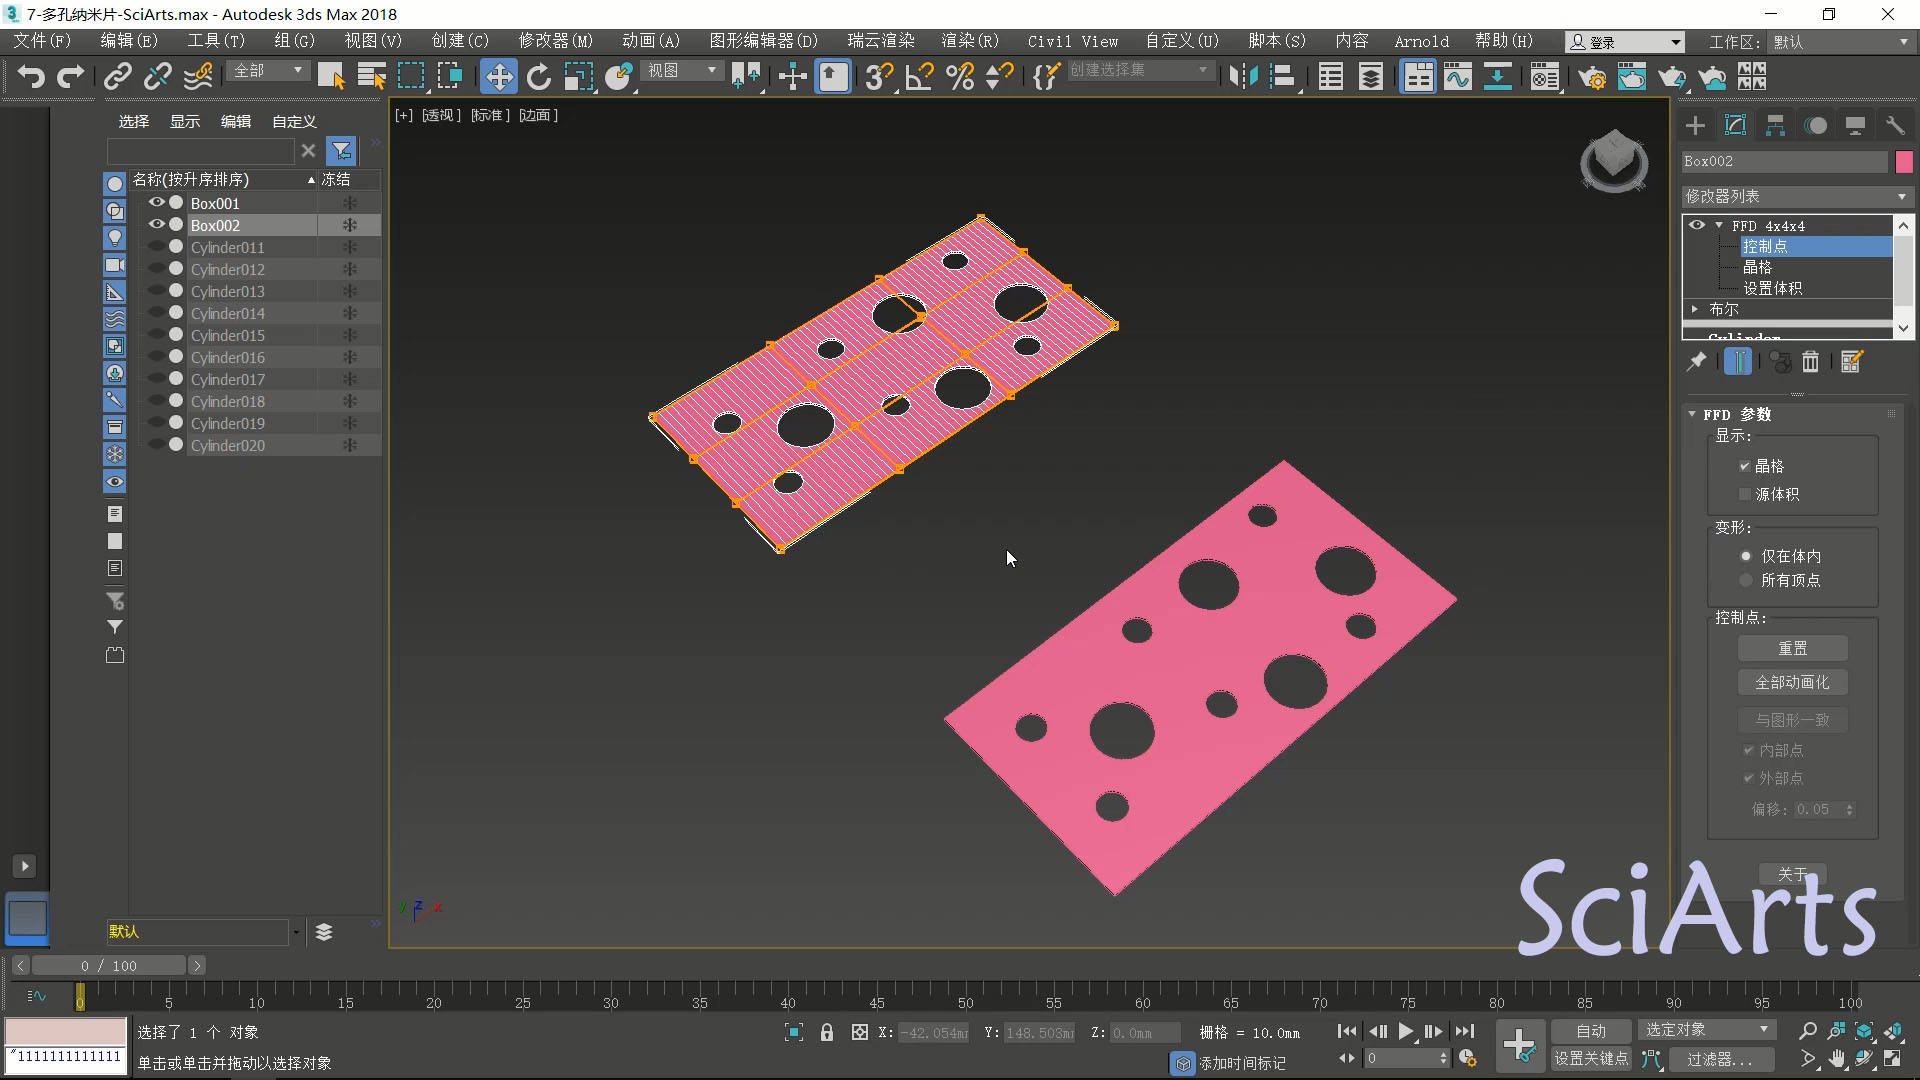 7-多孔纳米片-SciArts.max - Autodesk 3ds Max 2018
文件(F) 编辑(E) 工具(T) 组(G) 视图(V) 创建(C) 修改器(M) 动画(A) 图形编辑器(D) 瑞云渲染 渲染(R) Civil View 自定义(U) 脚本(S) 内容 Arnold 帮助(H) 登录 工作区: 默认
全部 视图 创建选择集
选择 显示 编辑 自定义
[+] [透视] [标准] [边面]
名称(按升序排序) 冻结
Box001
Box002
Cylinder011
Cylinder012
Cylinder013
Cylinder014
Cylinder015
Cylinder016
Cylinder017
Cylinder018
Cylinder019
Cylinder020
默认
Box002
修改器列表
FFD 4x4x4
控制点
晶格
设置体积
布尔
Cylinder
FFD 参数
显示:
晶格
源体积
变形:
仅在体内
所有顶点
控制点:
重置
全部动画化
与图形一致
内部点
外部点
偏移: 0.05
关于
SciArts
z x
0 / 100
0 5 10 15 20 25 30 35 40 45 50 55 60 65 70 75 80 85 90 95 100
选择了 1 个 对象
X: -42.054mm Y: 148.503mm Z: 0.0mm 栅格 = 10.0mm
自动 选定对象
"1111111111111
单击或单击并拖动以选择对象
添加时间标记
0
设置关键点 过滤器...